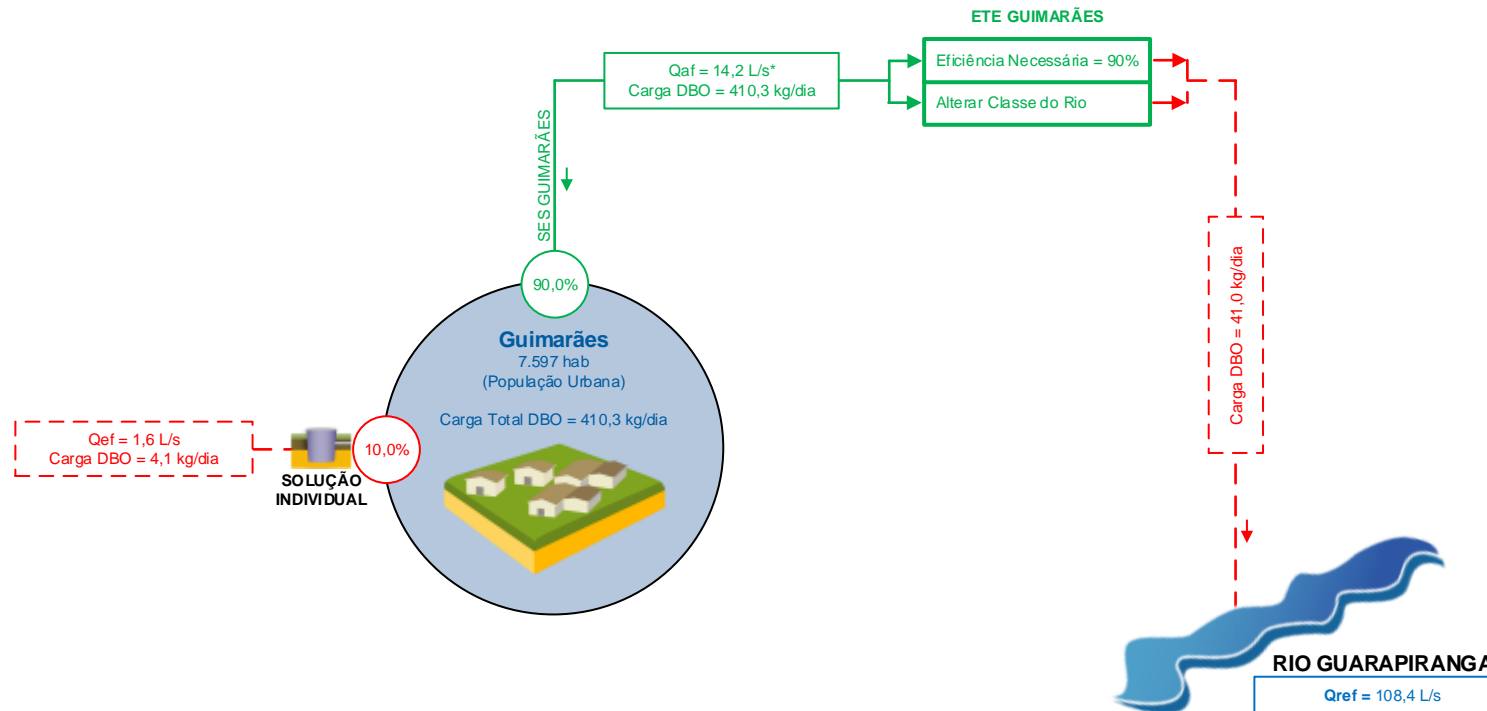 ETE GUIMARÃES
Qaf = 14,2 L/s*
Carga DBO = 410,3 kg/dia
Eficiência Necessária = 90%
Alterar Classe do Rio
SES GUIMARÃES
Carga DBO = 41,0 kg/dia
90,0%
Guimarães
7.597 hab
(População Urbana)
Carga Total DBO = 410,3 kg/dia
Qef = 1,6 L/s
Carga DBO = 4,1 kg/dia
10,0%
SOLUÇÃO
INDIVIDUAL
RIO GUARAPIRANGA
Qref = 108,4 L/s